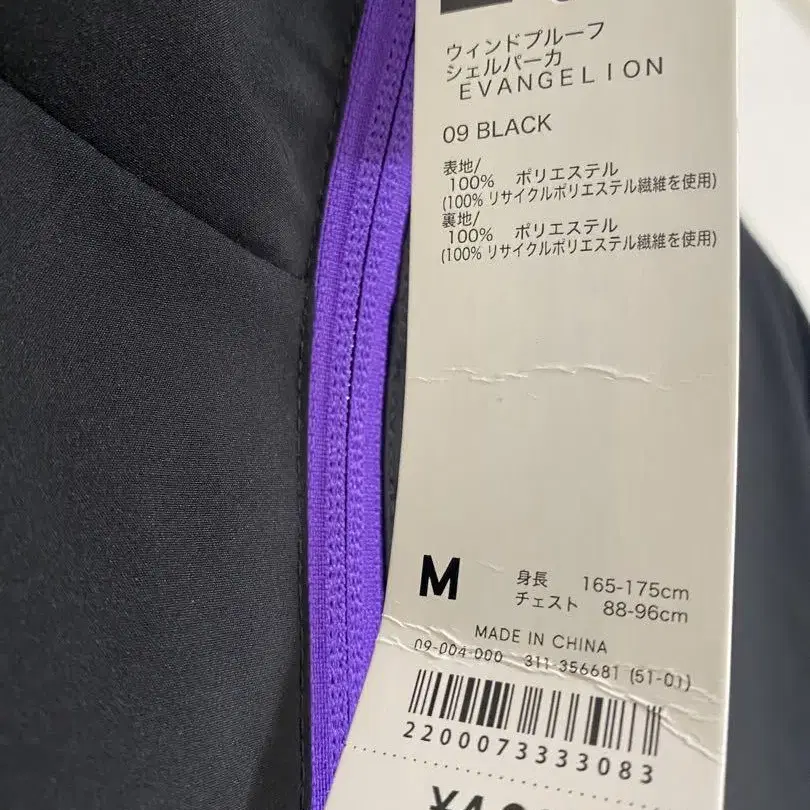 ウィンドプルーフ
シェルパーカ
EVANGELION
09 BLACK
表地/
100% ポリエステル
(100% リサイクルポリエステル繊維を使用)
裏地/
100% ポリエステル
(100% リサイクルポリエステル繊維を使用)
M 身長 165-175cm
チェスト 88-96cm
MADE IN CHINA
09-004-000 311-356681 (51-03)
2200073333083